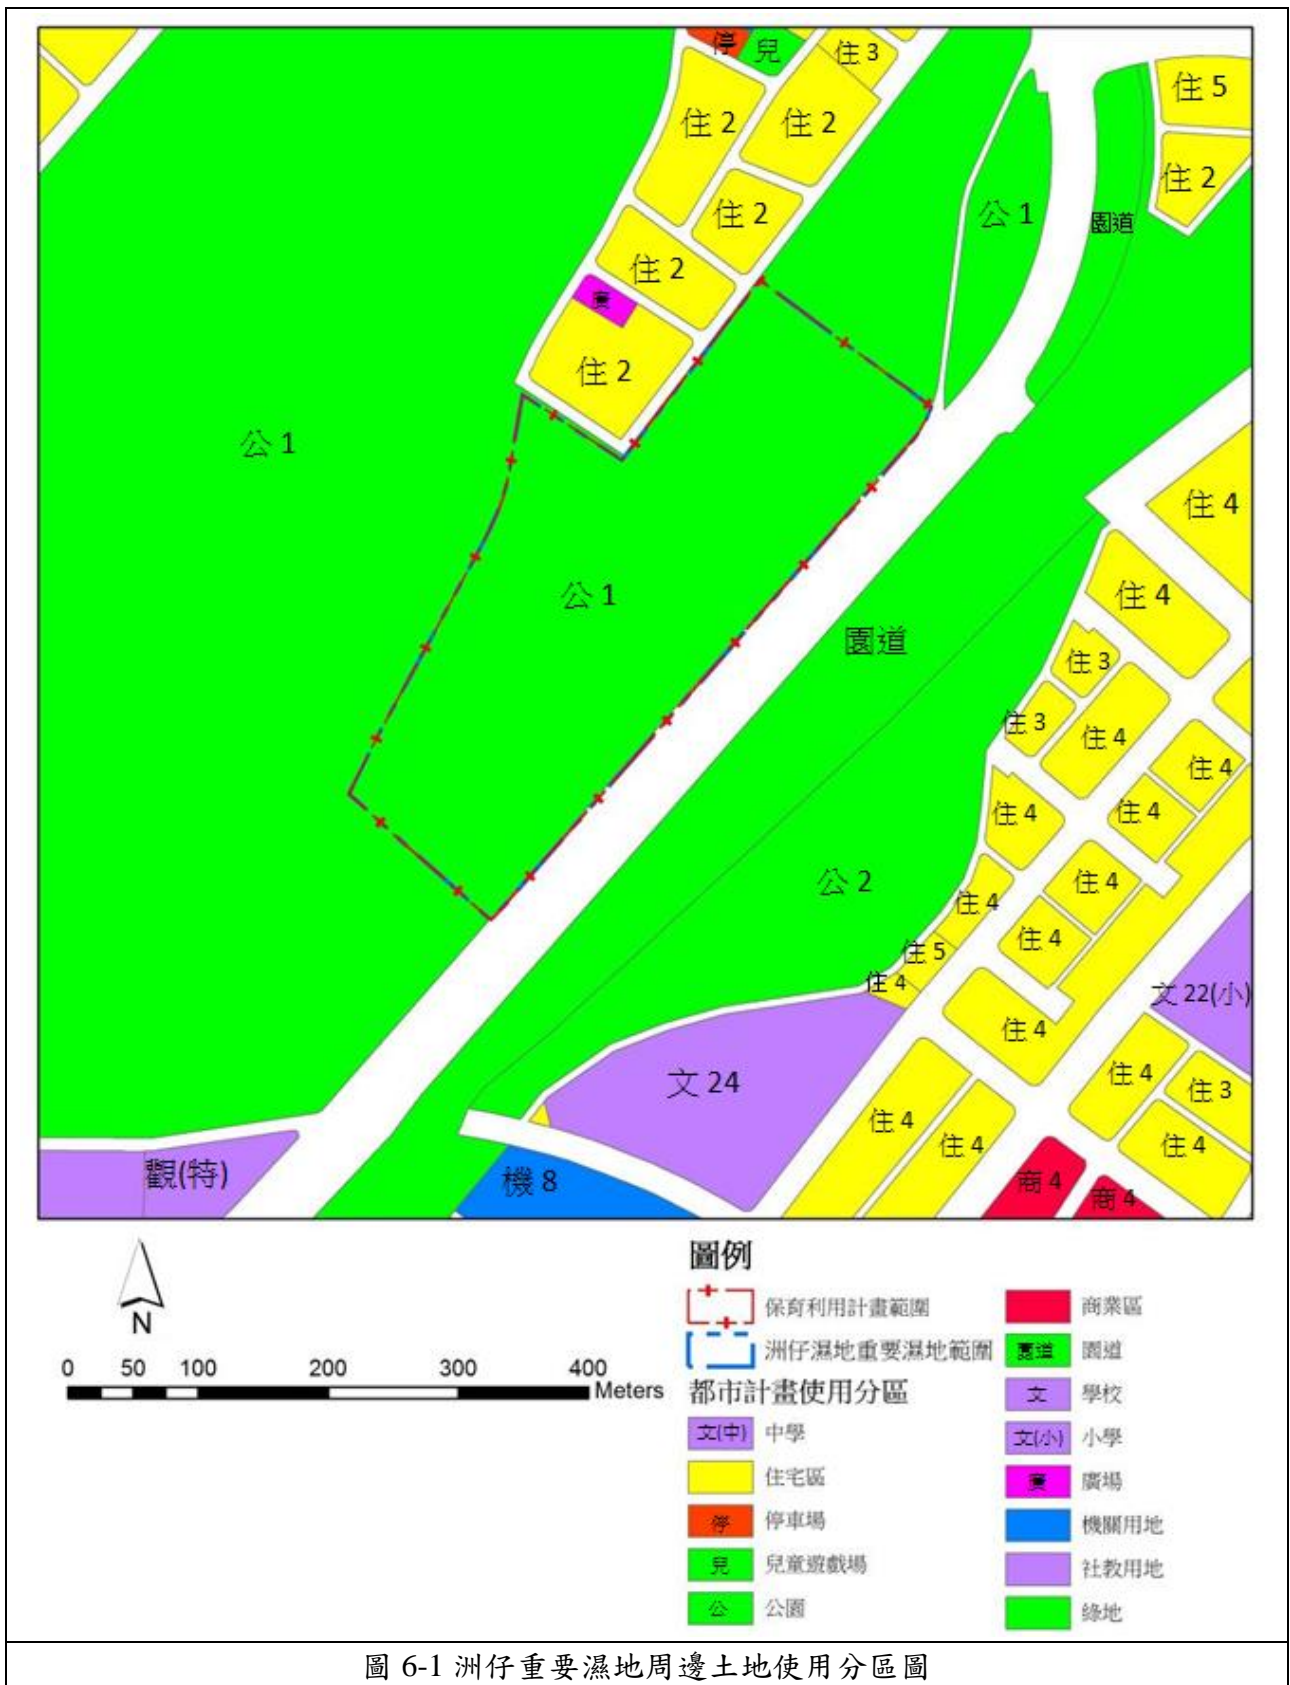 停
兒
住 3
住 5
住 2
住 2
住 2
公 1
園道
住 2
住 2
廣
住 2
公 1
住 4
公 1
住 4
園道
住 3
住 3
住 4
住 4
住 4
住 4
公 2
住 4
住 4
住 4
住 5
住 4
文 22(小)
住 4
文 24
住 4
住 3
住 4
住 4
住 4
觀(特)
機 8
商 4
商 4
N
0 50 100 200 300 400
Meters
圖例
保育利用計畫範圍
洲仔濕地重要濕地範圍
都市計畫使用分區
文(中) 中學
住宅區
停 停車場
兒 兒童遊戲場
公 公園
商業區
園道 園道
文 學校
文(小) 小學
廣 廣場
機關用地
社教用地
綠地
圖 6-1 洲仔重要濕地周邊土地使用分區圖